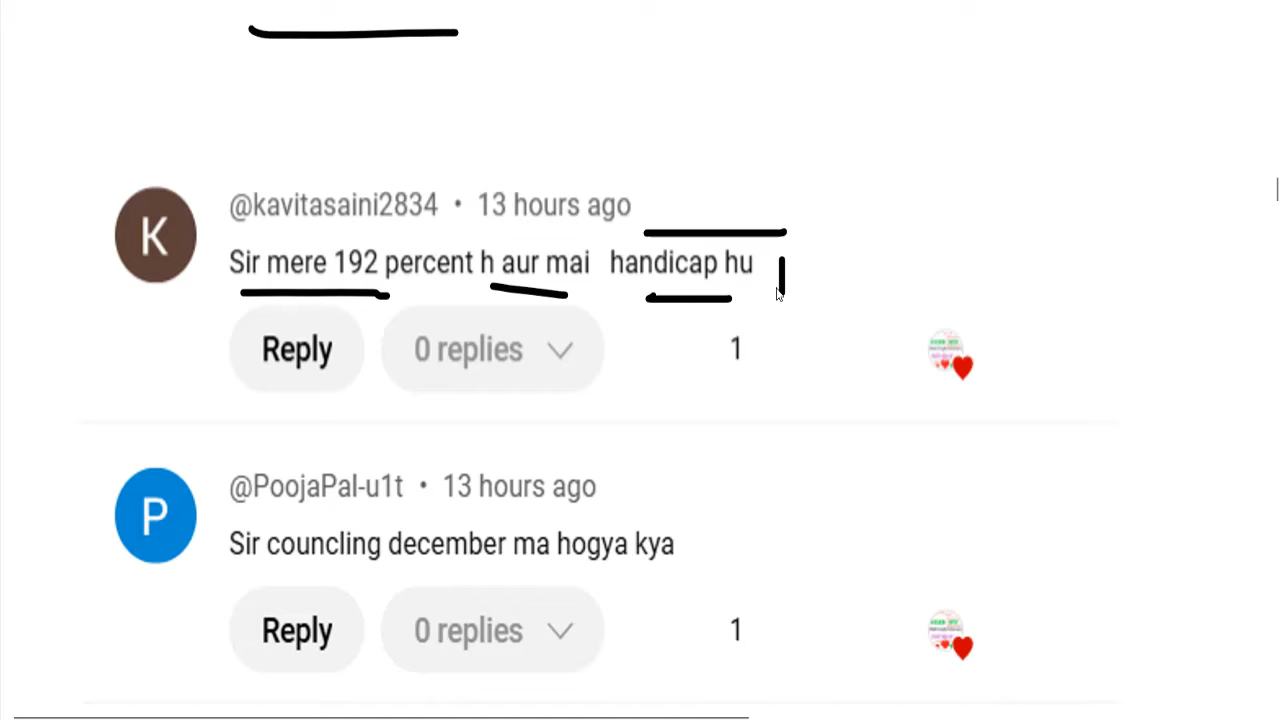 K
@kavitasaini2834 • 13 hours ago
Sir mere 192 percent h aur mai handicap hu
Reply 0 replies 1
P
@PoojaPal-u1t • 13 hours ago
Sir councling december ma hogya kya
Reply 0 replies 1